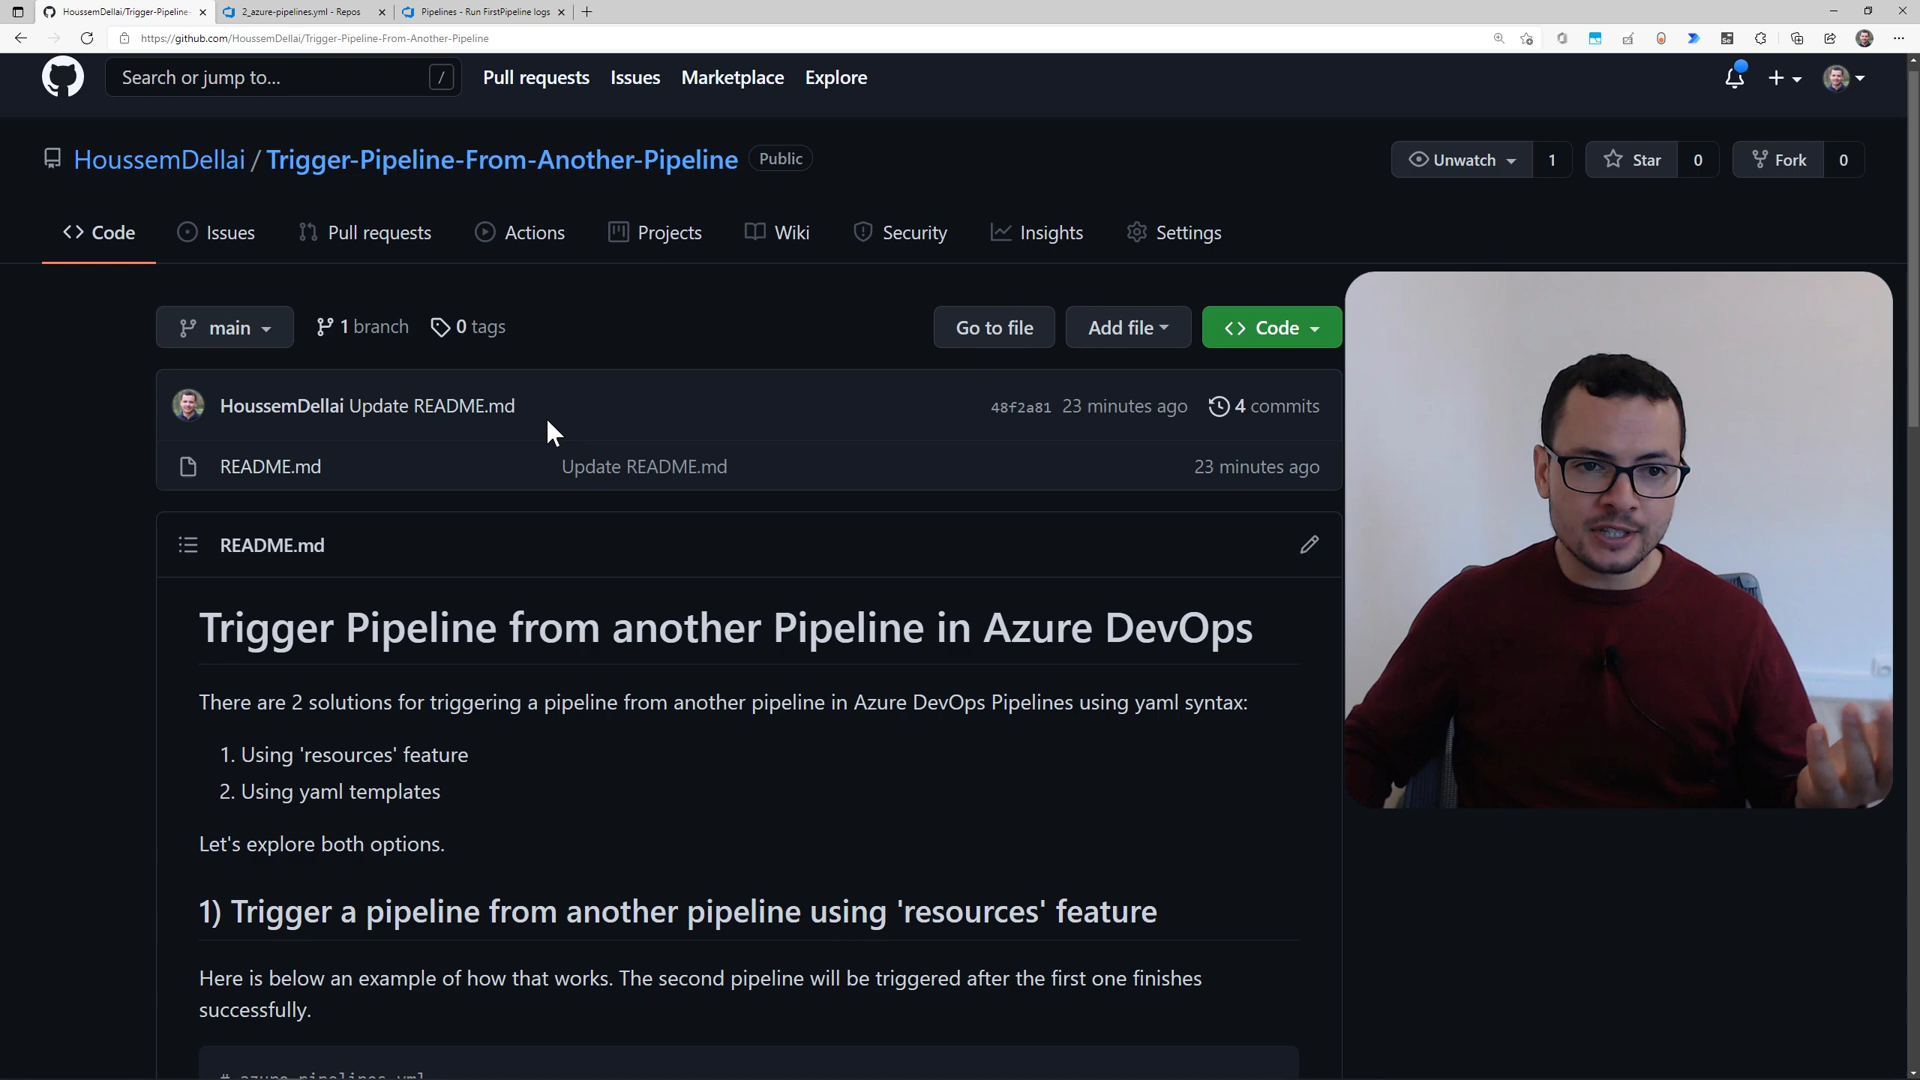 HoussemDellai/Trigger-Pipeline-
2_azure-pipelines.yml - Repos
Pipelines - Run FirstPipeline logs
https://github.com/HoussemDellai/Trigger-Pipeline-From-Another-Pipeline
Search or jump to... /
Pull requests Issues Marketplace Explore
HoussemDellai / Trigger-Pipeline-From-Another-Pipeline Public
Unwatch 1 Star 0 Fork 0
Code Issues Pull requests Actions Projects Wiki Security Insights Settings
main 1 branch 0 tags Go to file Add file Code
HoussemDellai Update README.md 48f2a81 23 minutes ago 4 commits
README.md Update README.md 23 minutes ago
README.md
Trigger Pipeline from another Pipeline in Azure DevOps
There are 2 solutions for triggering a pipeline from another pipeline in Azure DevOps Pipelines using yaml syntax:
1. Using 'resources' feature
2. Using yaml templates
Let's explore both options.
1) Trigger a pipeline from another pipeline using 'resources' feature
Here is below an example of how that works. The second pipeline will be triggered after the first one finishes
successfully.
# azure-pipelines.yml